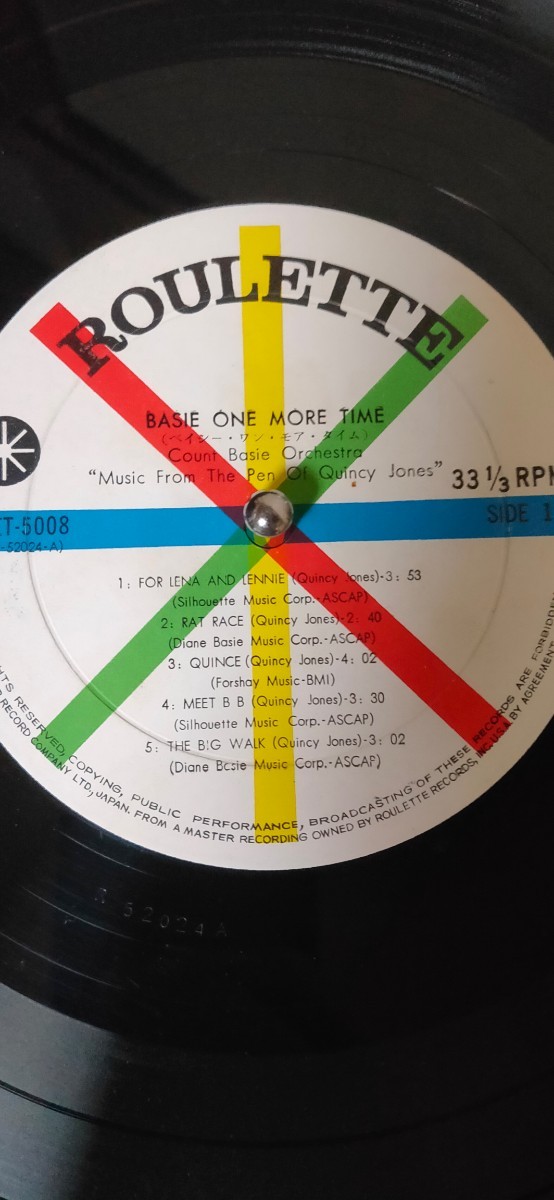 ROULETTE
BASIE ONE MORE TIME
(ベイシー・ワン・モア・タイム)
Count Basie Orchestra
"Music From The Pen Of Quincy Jones"
33 1/3 RPM
ET-5008
-52024-A)
SIDE 1
1: FOR LENA AND LENNIE (Quincy Jones)-3: 53
(Silhouette Music Corp.-ASCAP)
2: RAT RACE (Quincy Jones)-2: 40
(Diane Basie Music Corp.-ASCAP)
3: QUINCE (Quincy Jones)-4: 02
(Forshay Music-BMI)
4: MEET B B (Quincy Jones)-3: 30
(Silhouette Music Corp.-ASCAP)
5: THE BIG WALK (Quincy Jones)-3: 02
(Diane Basie Music Corp.-ASCAP)
RESERVED, COPYING, PUBLIC PERFORMANCE, BROADCASTING OF THESE RECORDS ARE FORBIDDEN
RECORD COMPANY LTD., JAPAN. FROM A MASTER RECORDING OWNED BY ROULETTE RECORDS, INC. U.S.A. BY AGREEMENT
R 52024 A